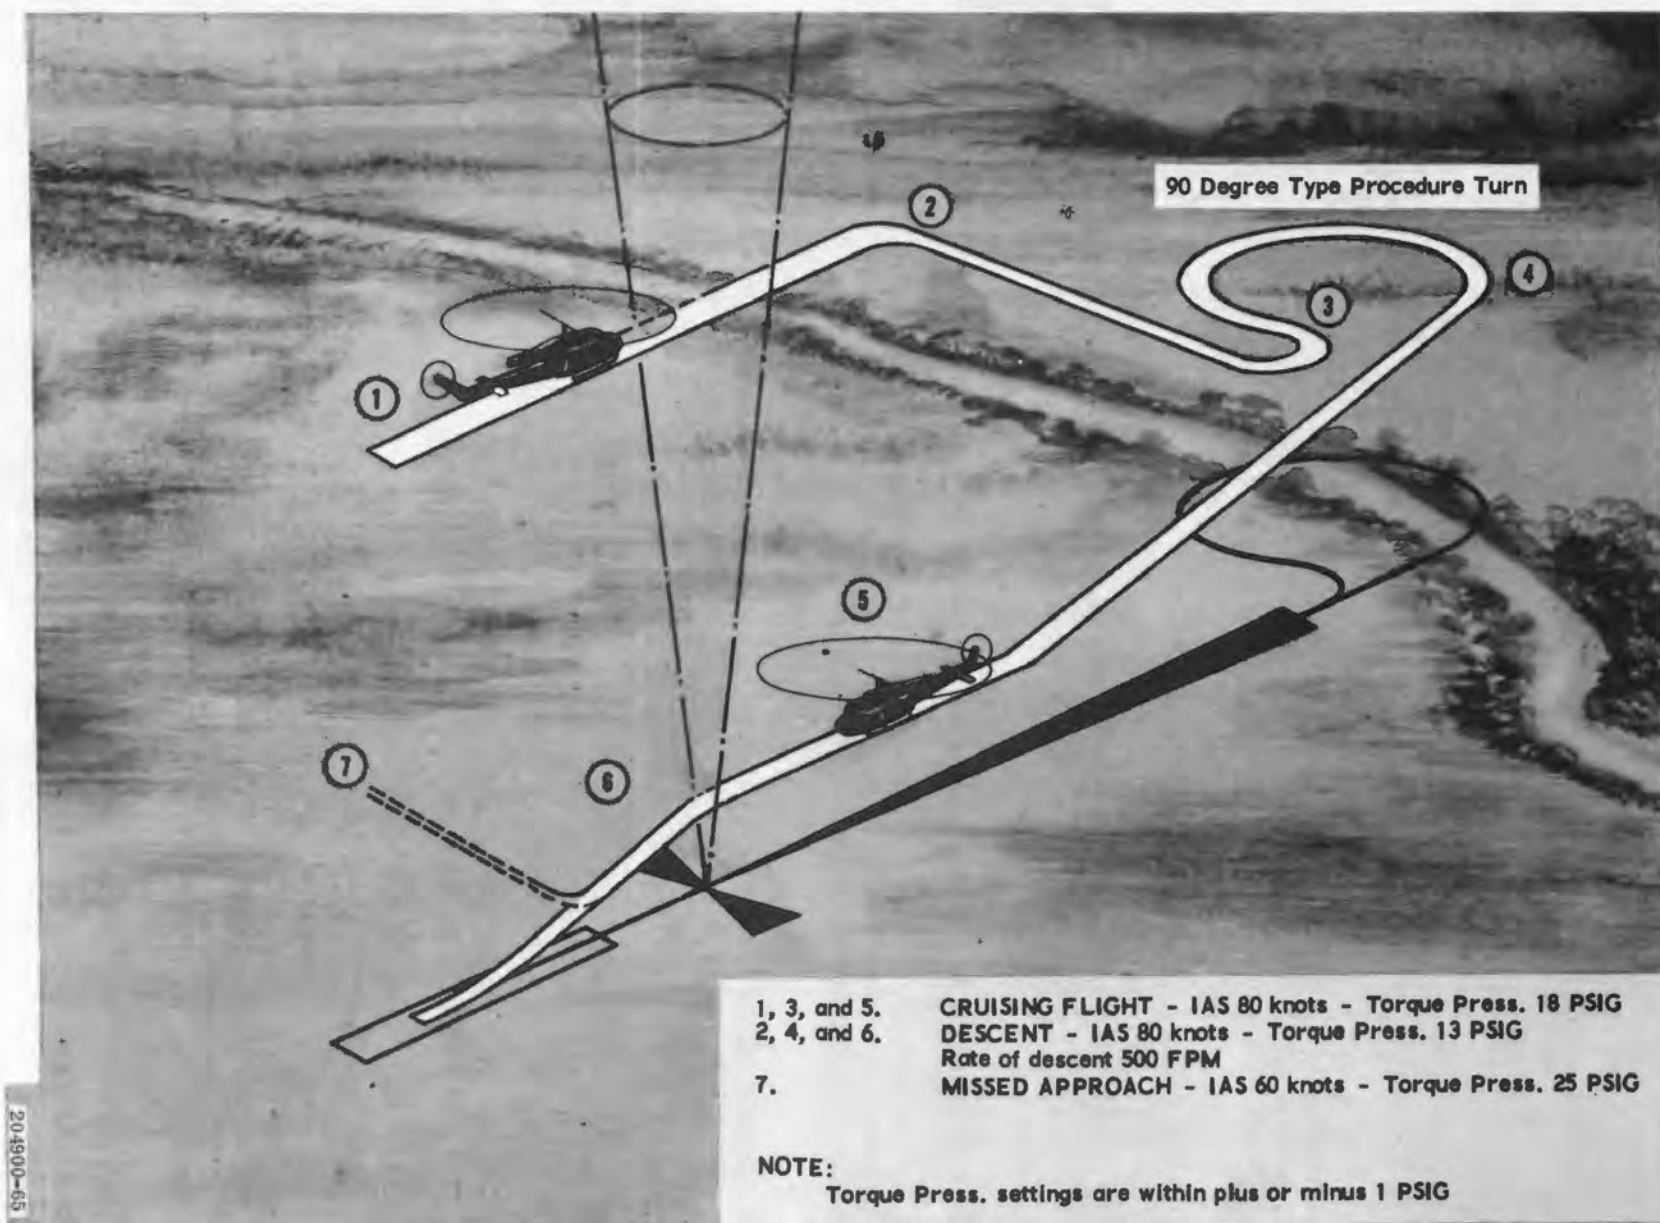 90 Degree Type Procedure Turn
2
4
3
1
5
7
6
1, 3, and 5. CRUISING FLIGHT - IAS 80 knots - Torque Press. 18 PSIG
2, 4, and 6. DESCENT - IAS 80 knots - Torque Press. 13 PSIG
Rate of descent 500 FPM
7. MISSED APPROACH - IAS 60 knots - Torque Press. 25 PSIG
NOTE:
Torque Press. settings are within plus or minus 1 PSIG
204900-65